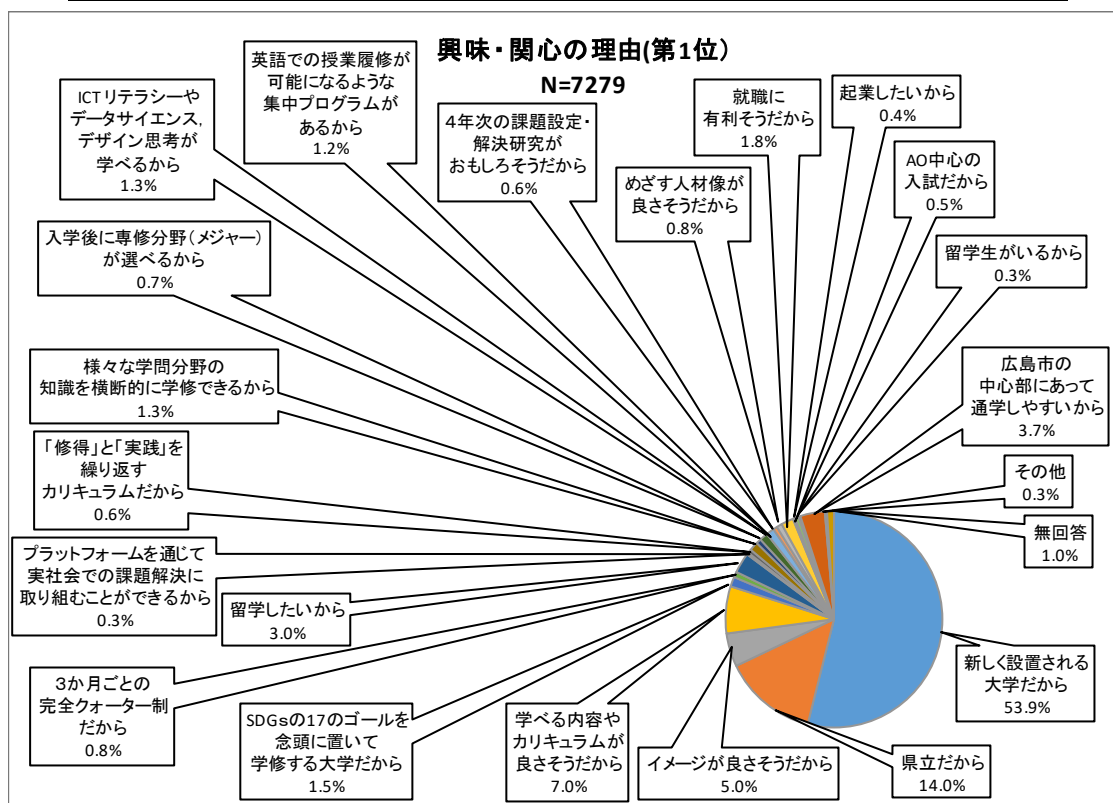 興味・関心の理由(第1位)
N=7279
英語での授業履修が
可能になるような
集中プログラムが
あるから
1.2%
ICTリテラシーや
データサイエンス,
デザイン思考が
学べるから
1.3%
4年次の課題設定・
解決研究が
おもしろそうだから
0.6%
めざす人材像が
良さそうだから
0.8%
就職に
有利そうだから
1.8%
起業したいから
0.4%
AO中心の
入試だから
0.5%
留学生がいるから
0.3%
入学後に専修分野(メジャー)
が選べるから
0.7%
様々な学問分野の
知識を横断的に学修できるから
1.3%
広島市の
中心部にあって
通学しやすいから
3.7%
「修得」と「実践」を
繰り返す
カリキュラムだから
0.6%
その他
0.3%
無回答
1.0%
プラットフォームを通じて
実社会での課題解決に
取り組むことができるから
0.3%
留学したいから
3.0%
新しく設置される
大学だから
53.9%
3か月ごとの
完全クォーター制
だから
0.8%
SDGsの17のゴールを
念頭に置いて
学修する大学だから
1.5%
学べる内容や
カリキュラムが
良さそうだから
7.0%
イメージが良さそうだから
5.0%
県立だから
14.0%